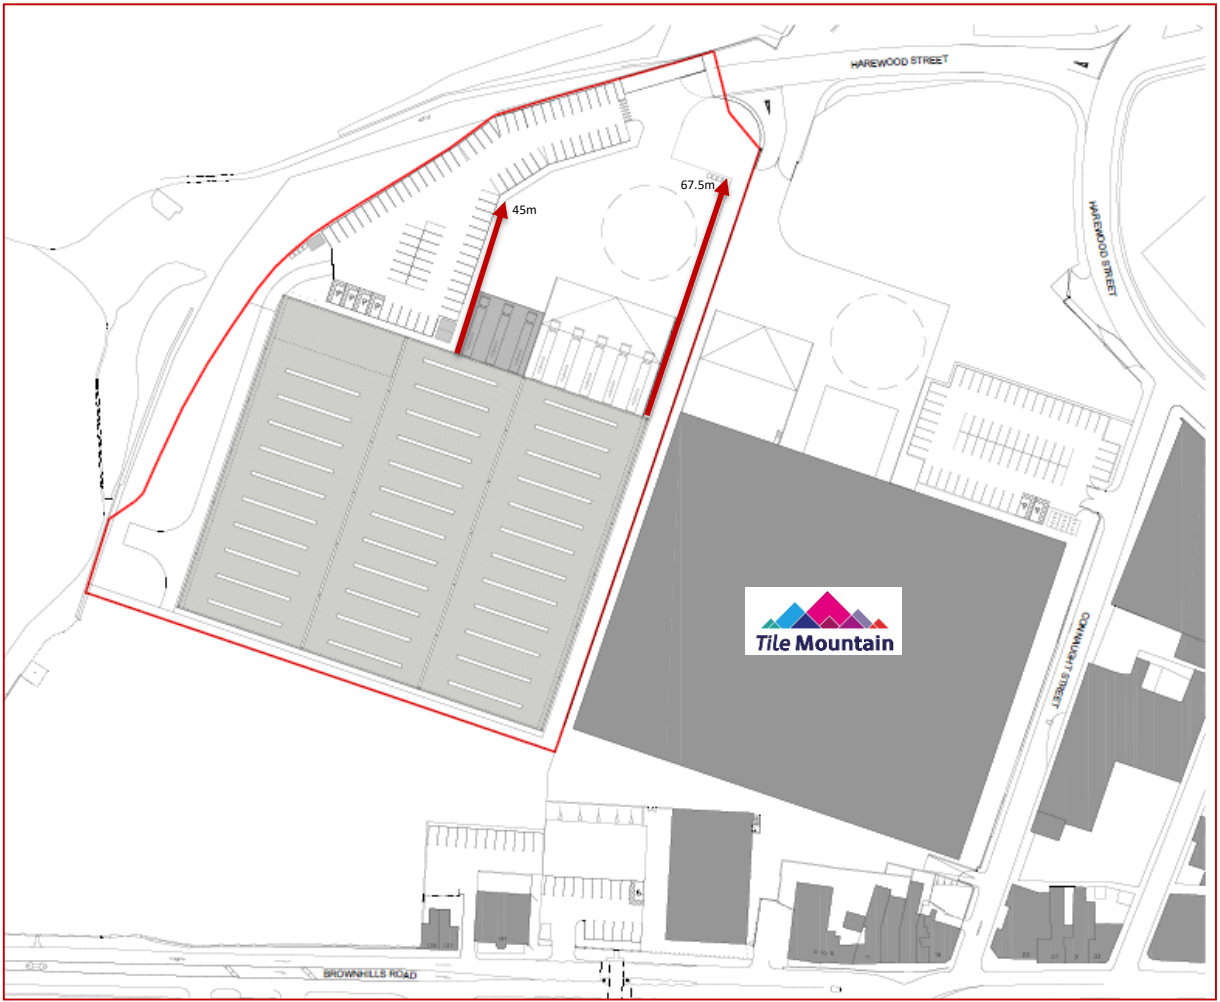 HAREWOOD STREET
67.5m
45m
HAREWOOD STREET
Tile Mountain
CONNAUGHT STREET
BROWNHILLS ROAD